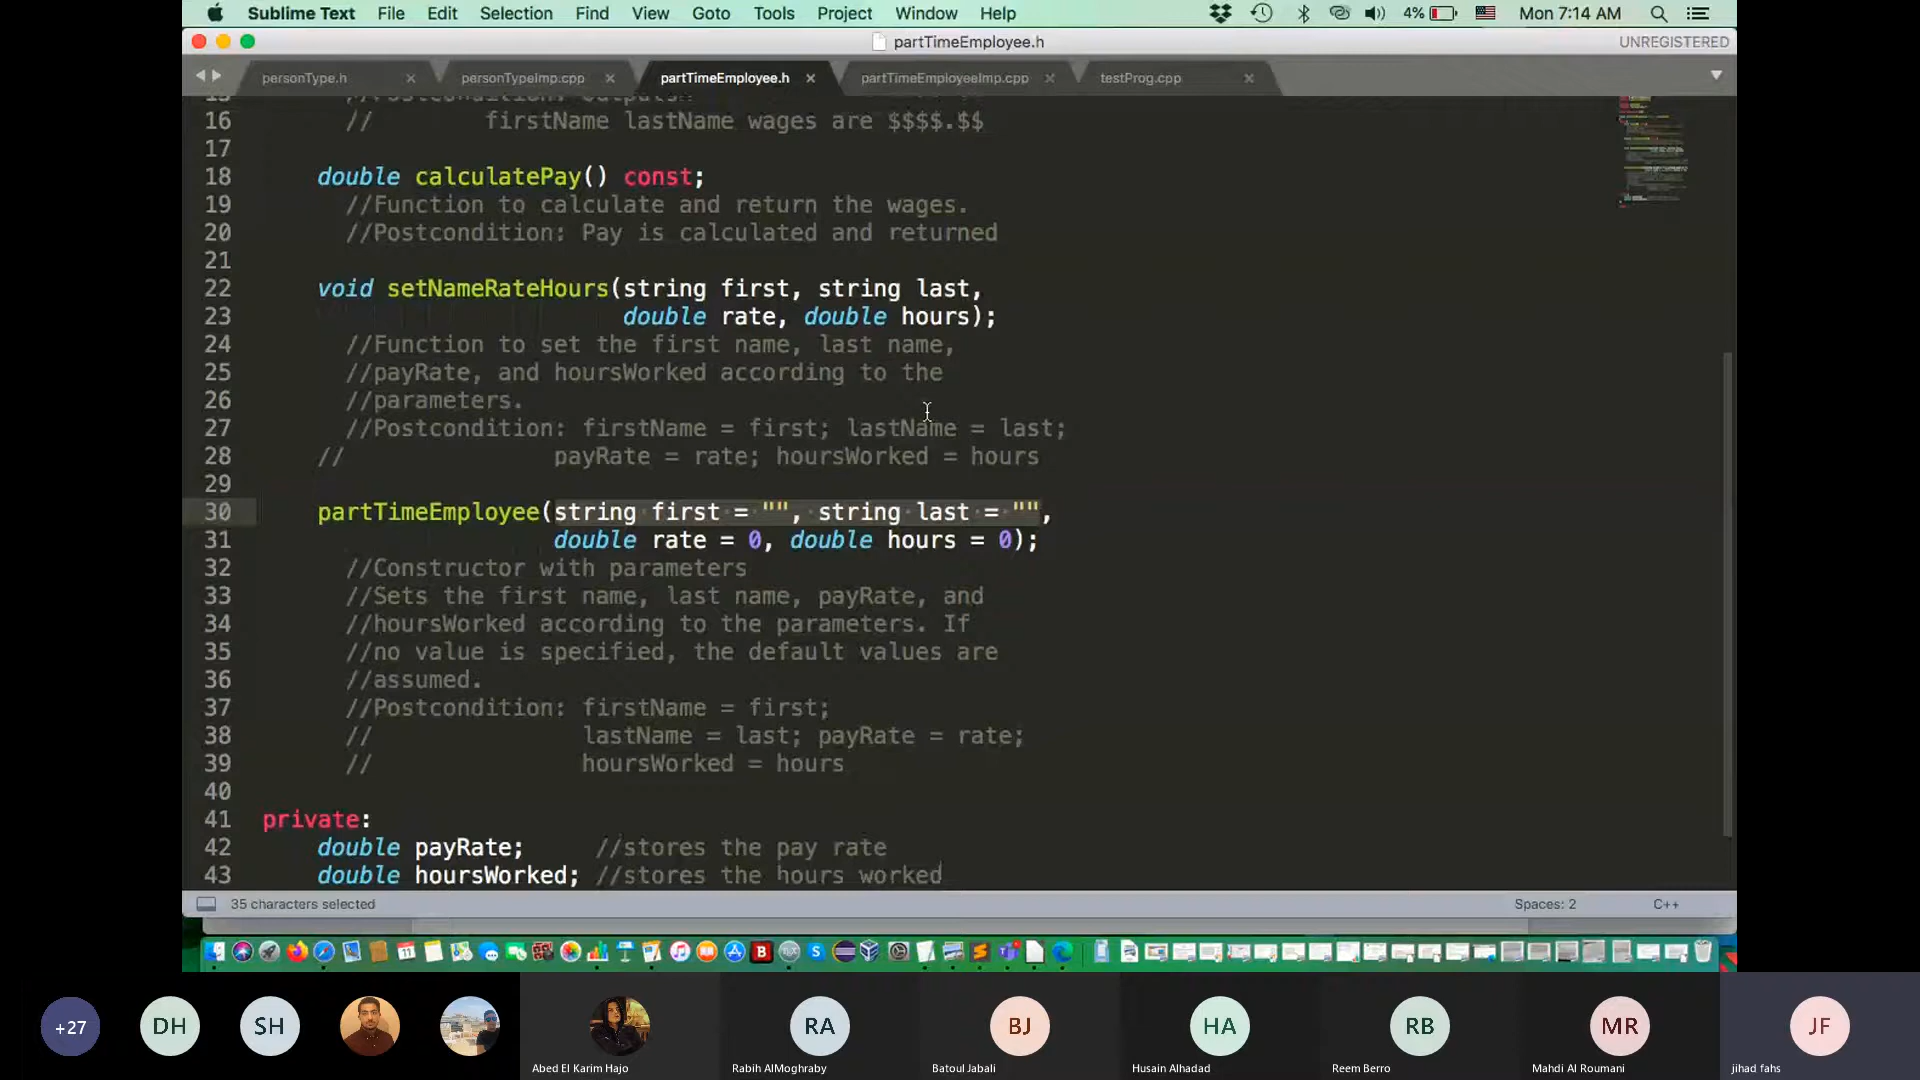 Sublime Text File Edit Selection Find View Goto Tools Project Window Help 4% Mon 7:14 AM
partTimeEmployee.h UNREGISTERED
personType.h personTypeImp.cpp partTimeEmployee.h partTimeEmployeeImp.cpp testProg.cpp
15 //Postcondition: Outputs:
16 // firstName lastName wages are $$$$.$$
17
18 double calculatePay() const;
19 //Function to calculate and return the wages.
20 //Postcondition: Pay is calculated and returned
21
22 void setNameRateHours(string first, string last,
23 double rate, double hours);
24 //Function to set the first name, last name,
25 //payRate, and hoursWorked according to the
26 //parameters.
27 //Postcondition: firstName = first; lastName = last;
28 // payRate = rate; hoursWorked = hours
29
30 partTimeEmployee(string first = "", string last = "",
31 double rate = 0, double hours = 0);
32 //Constructor with parameters
33 //Sets the first name, last name, payRate, and
34 //hoursWorked according to the parameters. If
35 //no value is specified, the default values are
36 //assumed.
37 //Postcondition: firstName = first;
38 // lastName = last; payRate = rate;
39 // hoursWorked = hours
40
41 private:
42 double payRate; //stores the pay rate
43 double hoursWorked; //stores the hours worked
35 characters selected Spaces: 2 C++
+27 DH SH RA BJ HA RB MR JF
Abed El Karim Hajo Rabih AlMoghraby Batoul Jabali Husain Alhadad Reem Berro Mahdi Al Roumani jihad fahs